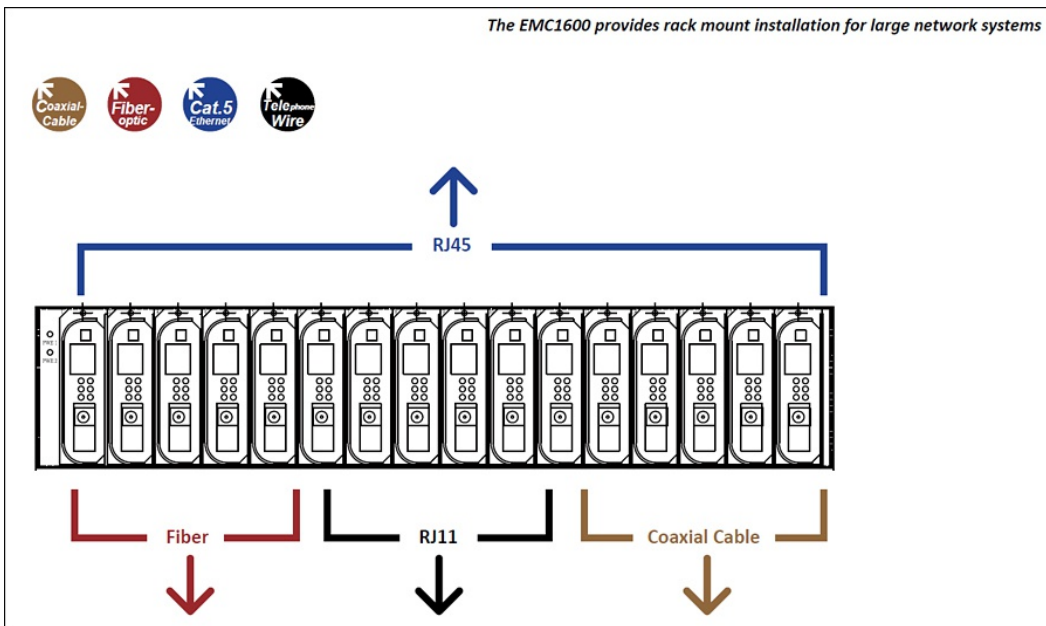 The EMC1600 provides rack mount installation for large network systems
Coaxial-
Cable
Fiber-
optic
Cat.5
Ethernet
Telephone
Wire
RJ45
Fiber
RJ11
Coaxial Cable